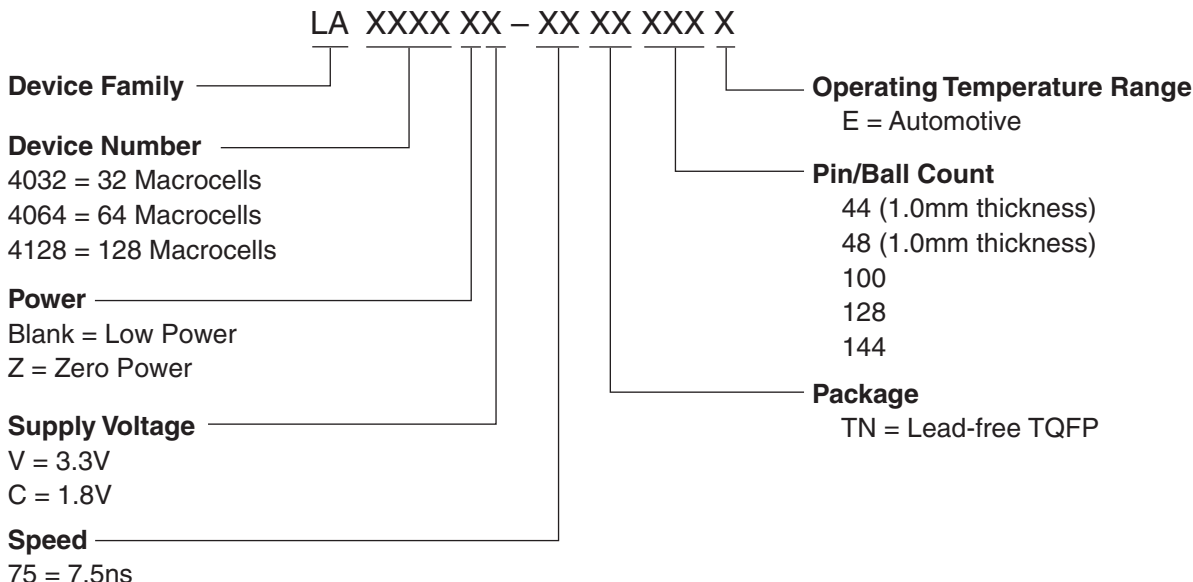 LA XXXX XX – XX XX XXX X
Device Family
Device Number
4032 = 32 Macrocells
4064 = 64 Macrocells
4128 = 128 Macrocells
Power
Blank = Low Power
Z = Zero Power
Supply Voltage
V = 3.3V
C = 1.8V
Speed
75 = 7.5ns
Operating Temperature Range
E = Automotive
Pin/Ball Count
44 (1.0mm thickness)
48 (1.0mm thickness)
100
128
144
Package
TN = Lead-free TQFP